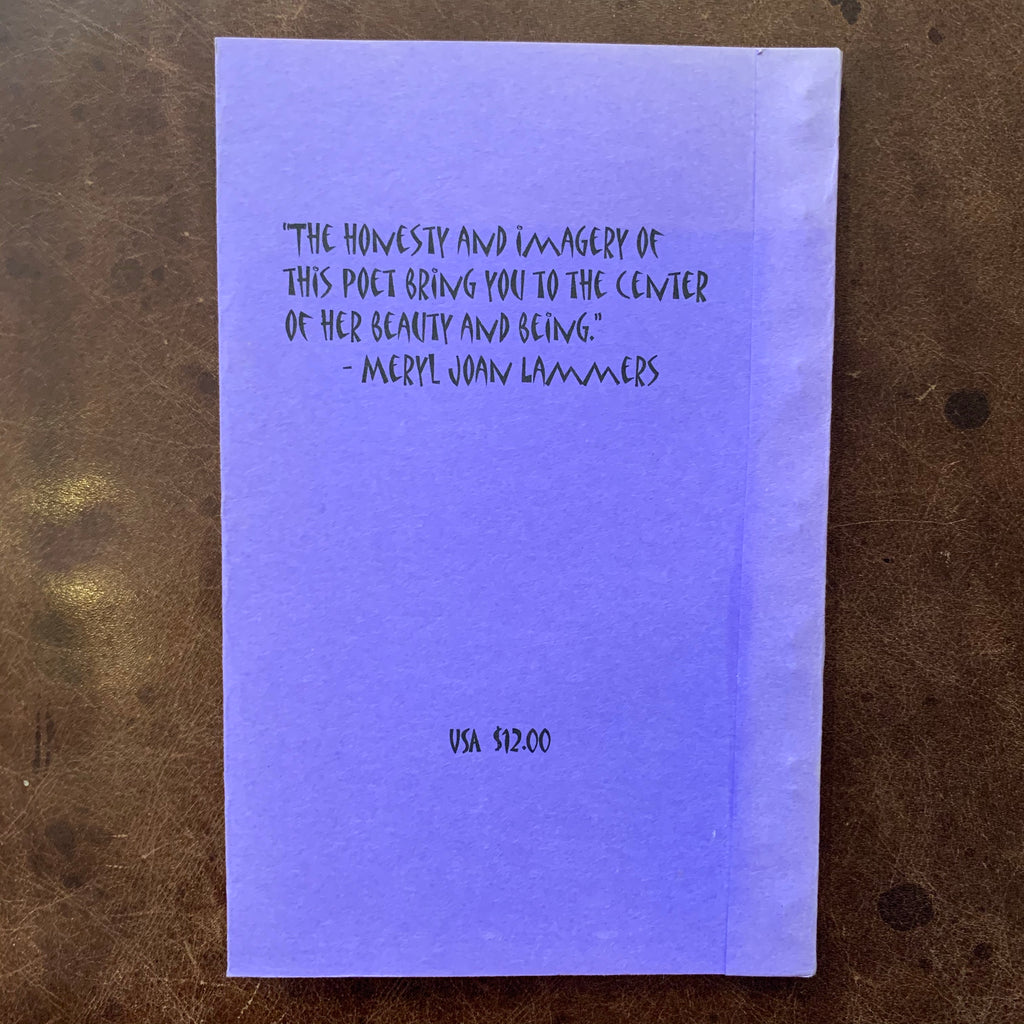 "THE HONESTY AND iMAGERY OF
THiS POET BRiNG YOU TO THE CENTER
OF HER BEAUTY AND BEiNG."
- MERYL JOAN LAMMERS
USA $12.00